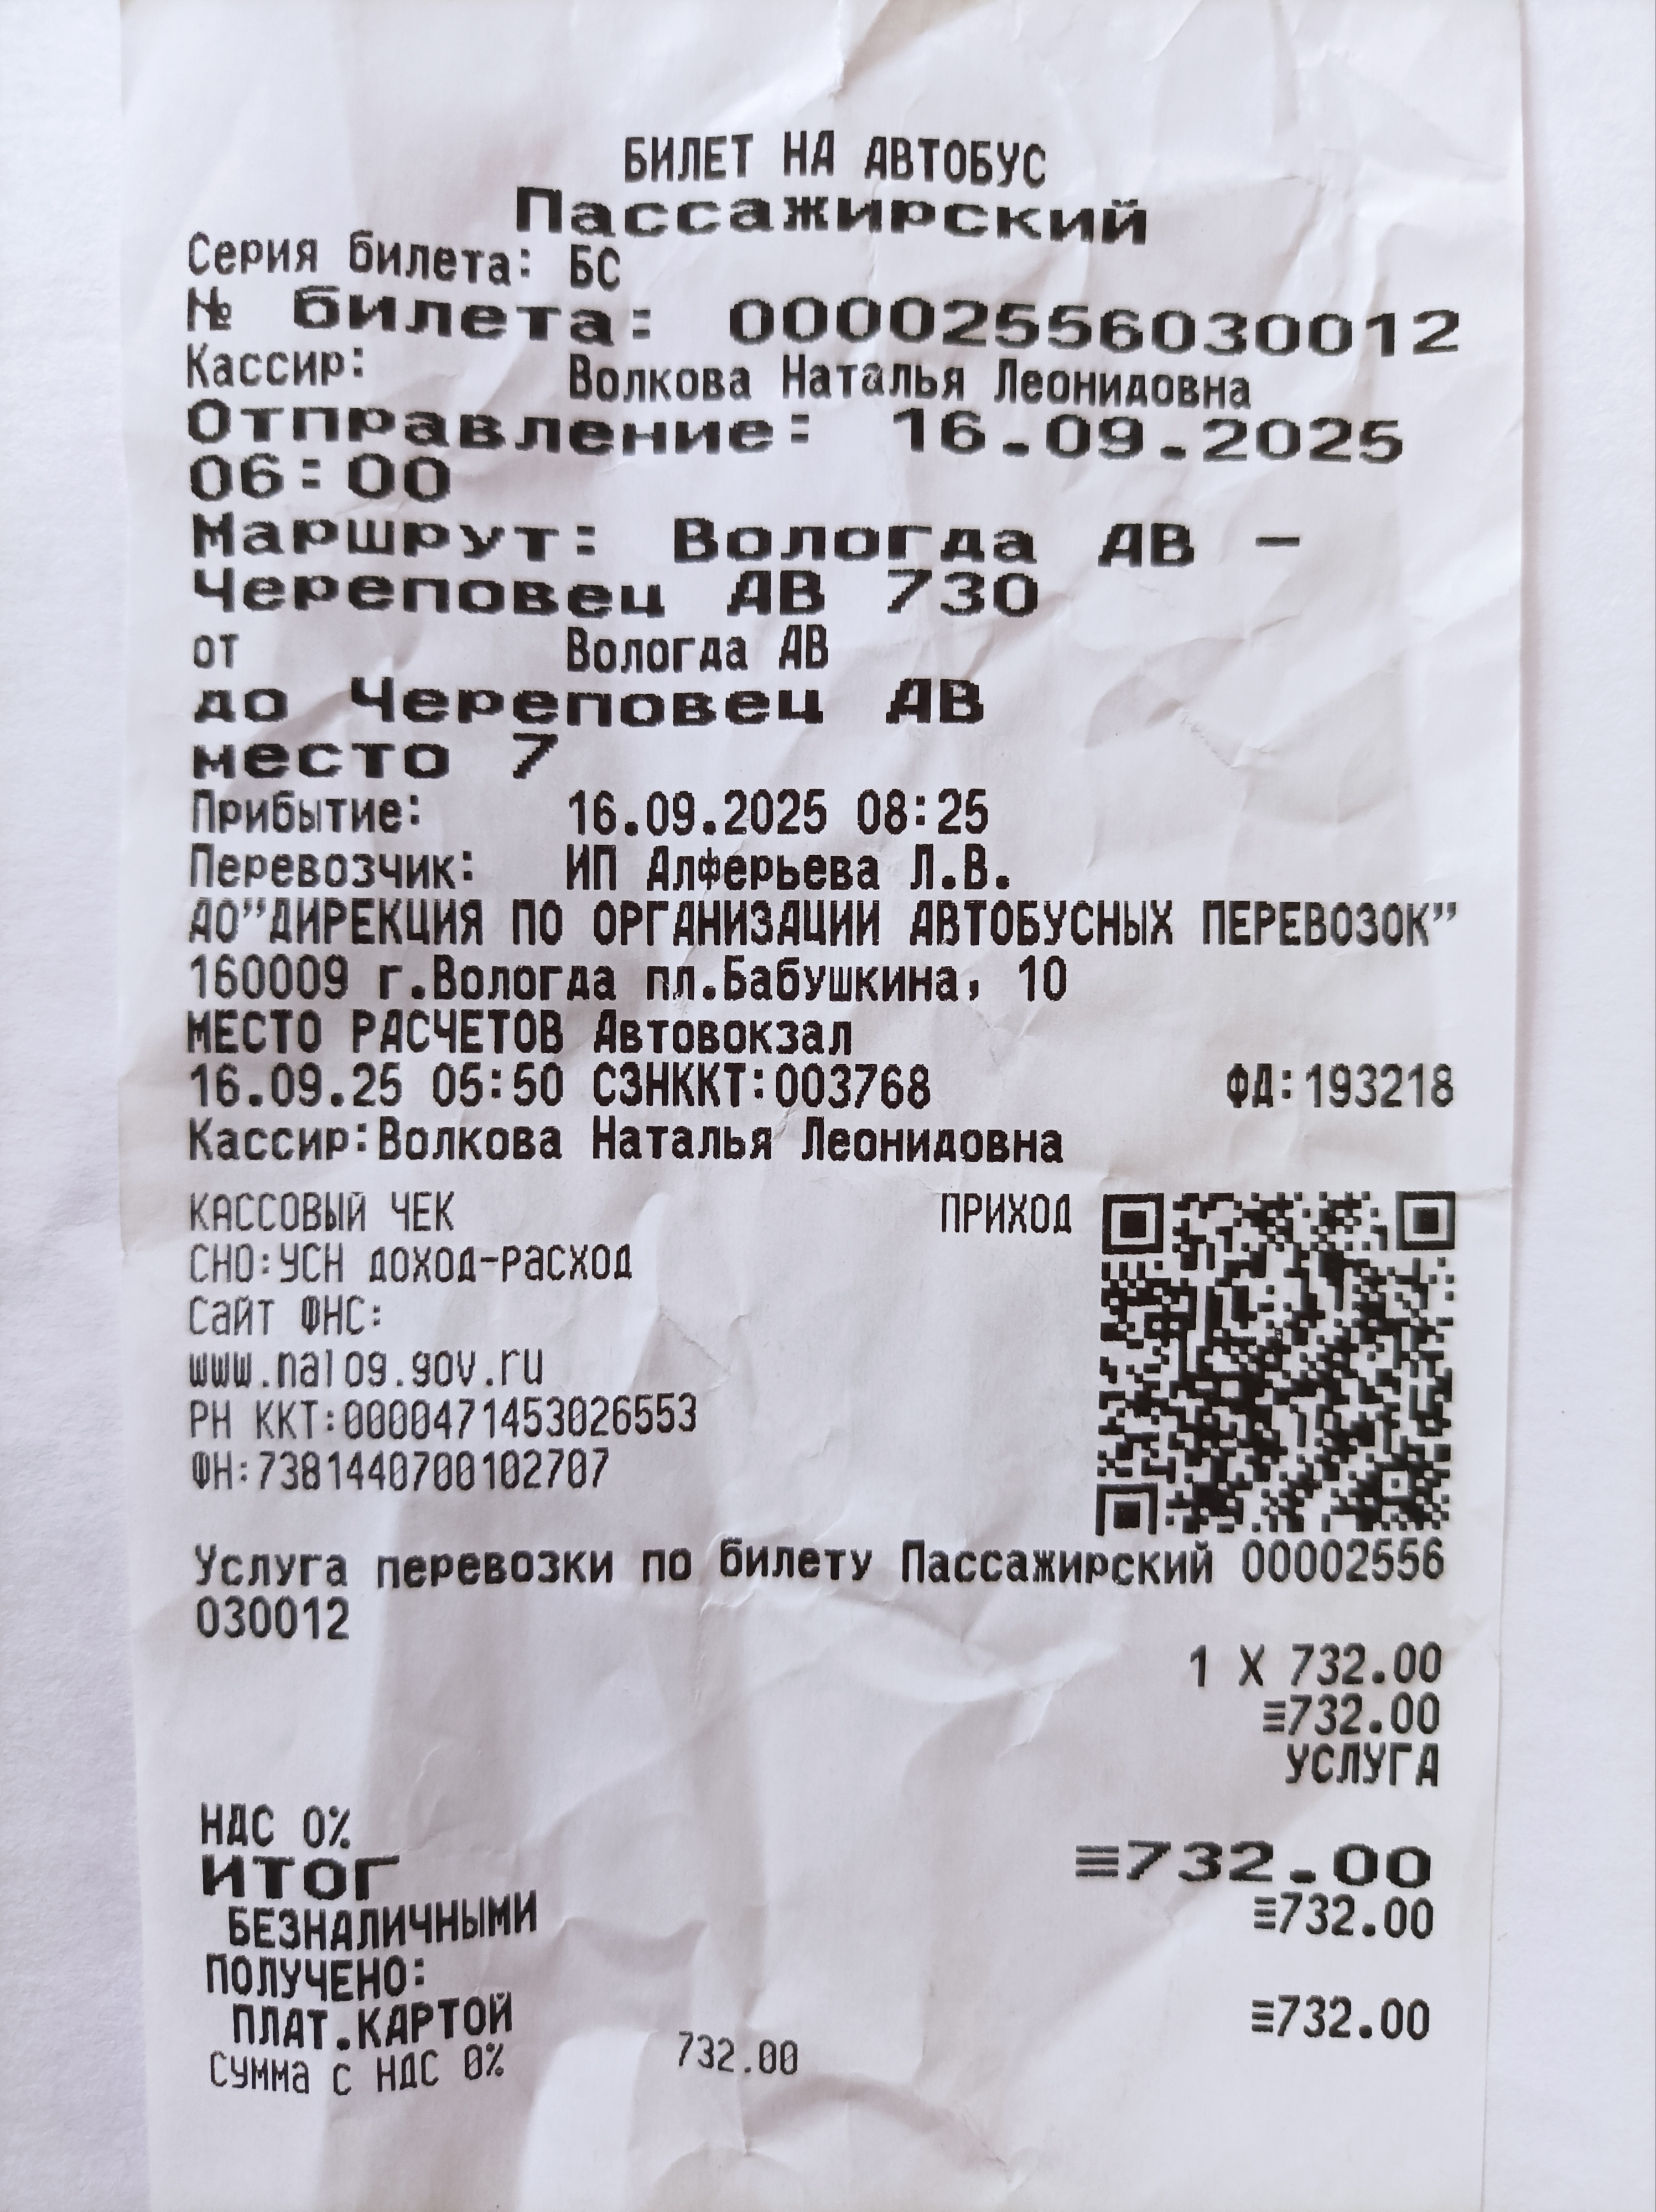 БИЛЕТ НА АВТОБУС
Пассажирский
Серия билета: БС
№ билета: 00002556030012
Кассир: Волкова Наталья Леонидовна
Отправление: 16.09.2025
06:00
Маршрут: Вологда АВ -
Череповец АВ 730
от Вологда АВ
до Череповец АВ
место 7
Прибытие: 16.09.2025 08:25
Перевозчик: ИП Алферьева Л.В.
АО"ДИРЕКЦИЯ ПО ОРГАНИЗАЦИИ АВТОБУСНЫХ ПЕРЕВОЗОК"
160009 г.Вологда пл.Бабушкина, 10
МЕСТО РАСЧЕТОВ Автовокзал
16.09.25 05:50 СЗНККТ:003768 ФД:193218
Кассир:Волкова Наталья Леонидовна
КАССОВЫЙ ЧЕК ПРИХОД
СНО:УСН доход-расход
Сайт ФНС:
www.nalog.gov.ru
РН ККТ:0000471453026553
ФН:7381440700102707
Услуга перевозки по билету Пассажирский 00002556
030012
1 X 732.00
≡732.00
УСЛУГА
НДС 0%
ИТОГ ≡732.00
БЕЗНАЛИЧНЫМИ ≡732.00
ПОЛУЧЕНО:
ПЛАТ.КАРТОЙ ≡732.00
Сумма с НДС 0% 732.00